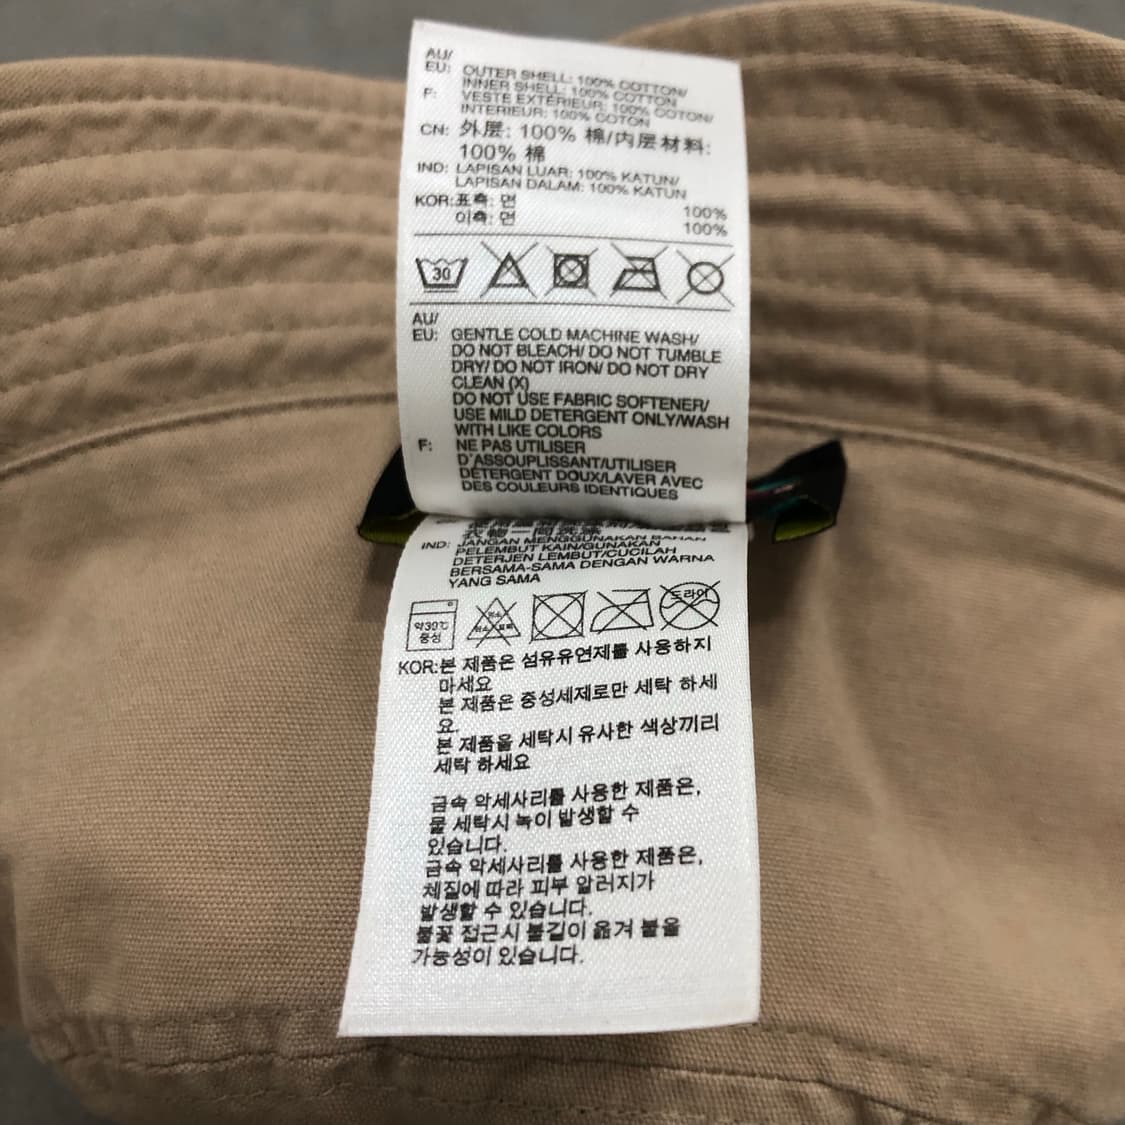 AU/
EU: OUTER SHELL: 100% COTTON/
INNER SHELL: 100% COTTON
F: VESTE EXTÉRIEUR: 100% COTON/
INTERIEUR: 100% COTON
CN: 外层: 100% 棉/内层材料:
100% 棉
IND: LAPISAN LUAR: 100% KATUN/
LAPISAN DALAM: 100% KATUN
KOR:표측: 면 100%
이측: 면 100%
30
AU/
EU: GENTLE COLD MACHINE WASH/
DO NOT BLEACH/ DO NOT TUMBLE
DRY/ DO NOT IRON/ DO NOT DRY
CLEAN (X)
DO NOT USE FABRIC SOFTENER/
USE MILD DETERGENT ONLY/WASH
WITH LIKE COLORS
F: NE PAS UTILISER
D'ASSOUPLISSANT/UTILISER
DÉTERGENT DOUX/LAVER AVEC
DES COULEURS IDENTIQUES
IND: JANGAN MENGGUNAKAN BAHAN
PELEMBUT KAIN/GUNAKAN
DETERJEN LEMBUT/CUCILAH
BERSAMA-SAMA DENGAN WARNA
YANG SAMA
약30℃
중성
드라이
KOR:본 제품은 섬유유연제를 사용하지
마세요
본 제품은 중성세제로만 세탁 하세
요.
본 제품을 세탁시 유사한 색상끼리
세탁 하세요
금속 악세사리를 사용한 제품은,
물 세탁시 녹이 발생할 수
있습니다.
금속 악세사리를 사용한 제품은,
체질에 따라 피부 알러지가
발생할 수 있습니다.
불꽃 접근시 불길이 옮겨 붙을
가능성이 있습니다.